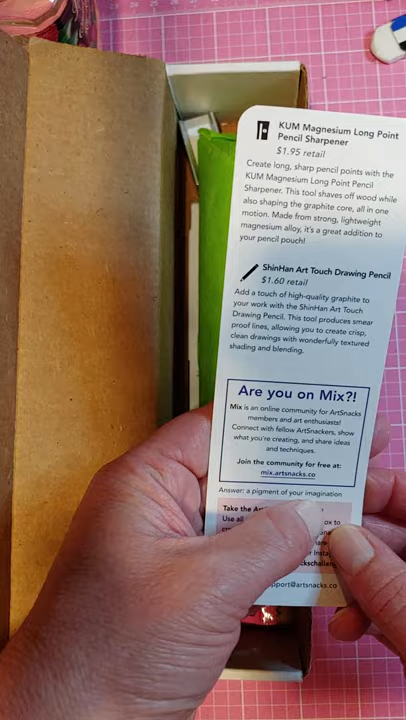 KUM Magnesium Long Point
Pencil Sharpener
$1.95 retail
Create long, sharp pencil points with the
KUM Magnesium Long Point Pencil
Sharpener. This tool shaves off wood while
also shaping the graphite core, all in one
motion. Made from strong, lightweight
magnesium alloy, it's a great addition to
your pencil pouch!
ShinHan Art Touch Drawing Pencil
$1.60 retail
Add a touch of high-quality graphite to
your work with the ShinHan Art Touch
Drawing Pencil. This tool produces smear
proof lines, allowing you to create crisp,
clean drawings with wonderfully textured
shading and blending.
Are you on Mix?!
Mix is an online community for ArtSnacks
members and art enthusiasts!
Connect with fellow ArtSnackers, show
what you're creating, and share ideas
and techniques.
Join the community for free at:
mix.artsnacks.co
Answer: a pigment of your imagination
Take the
Use all
to
@artsnacks.co